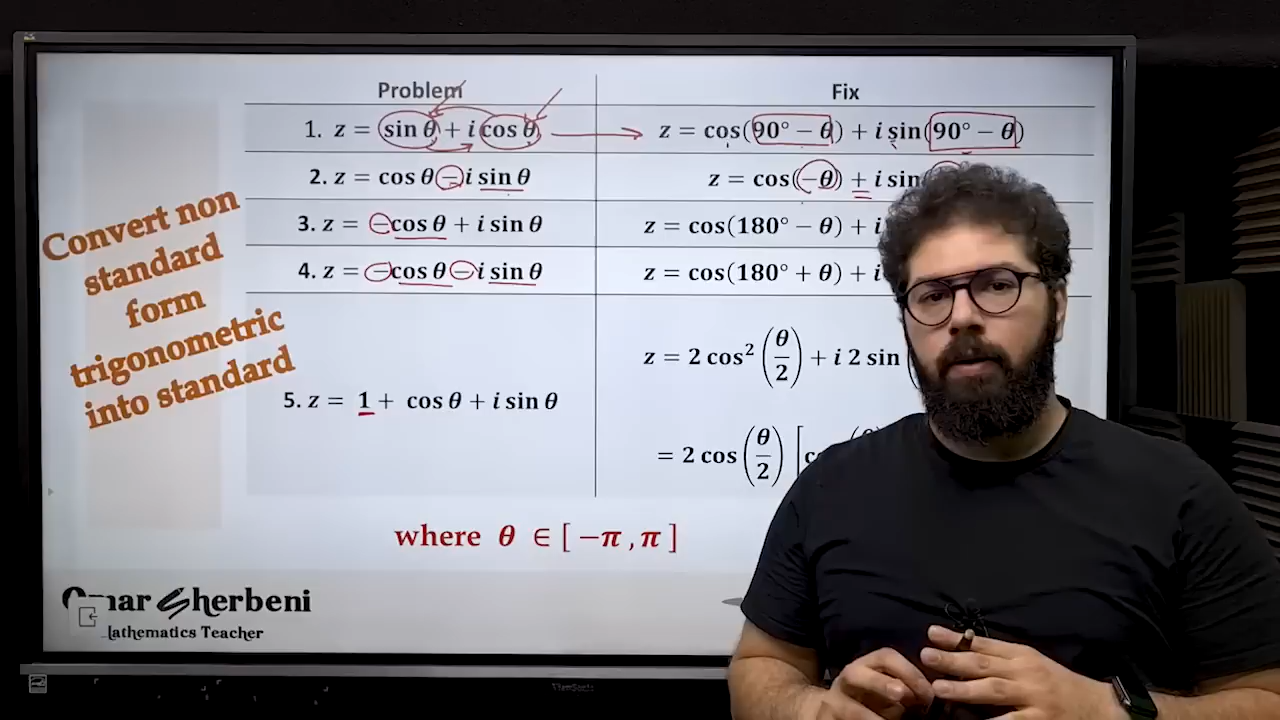 Problem
Fix
1. z = sin θ + i cos θ
z = cos(90° − θ) + i sin(90° − θ)
2. z = cos θ − i sin θ
z = cos(−θ) + i sin
3. z = −cos θ + i sin θ
z = cos(180° − θ) + i
4. z = −cos θ − i sin θ
z = cos(180° + θ) + i
5. z = 1 + cos θ + i sin θ
z = 2 cos² (θ/2) + i 2 sin
= 2 cos (θ/2) [
Convert non
standard
form
trigonometric
into standard
where θ ∈ [ −π , π ]
Omar Sherbeni
Mathematics Teacher